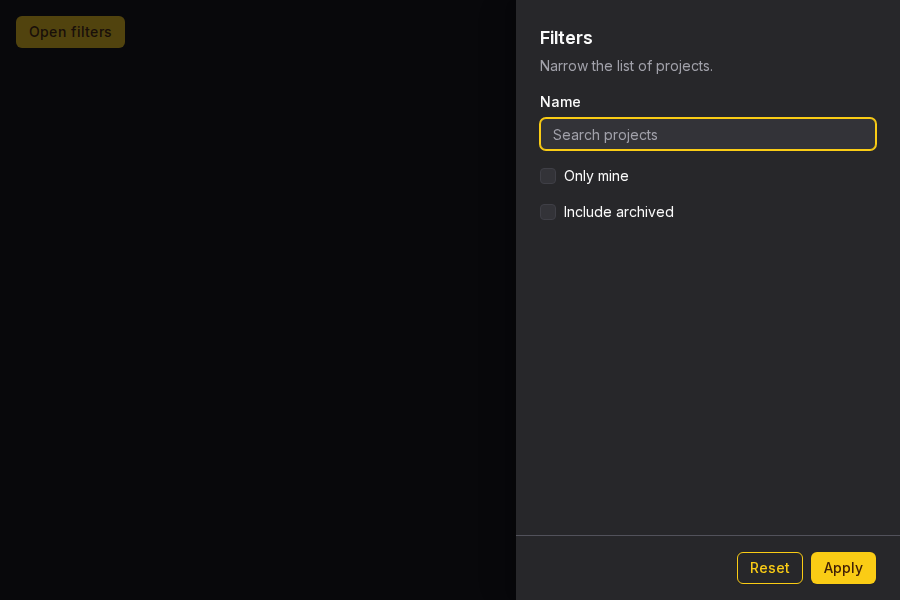 Open filters
Filters
Narrow the list of projects.
Name
Search projects
Only mine
Include archived
Reset
Apply